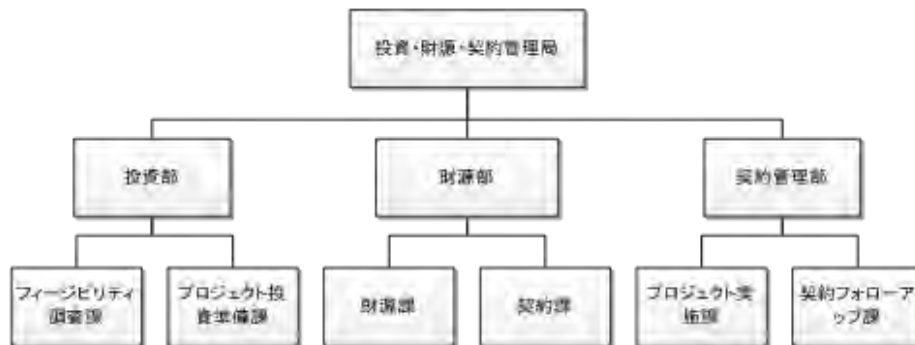 投資・財源・契約管理局
投資部
財源部
契約管理部
フィージビリティ
調査課
プロジェクト投
資準備課
財源課
契約課
プロジェクト実
施課
契約フォローア
ップ課